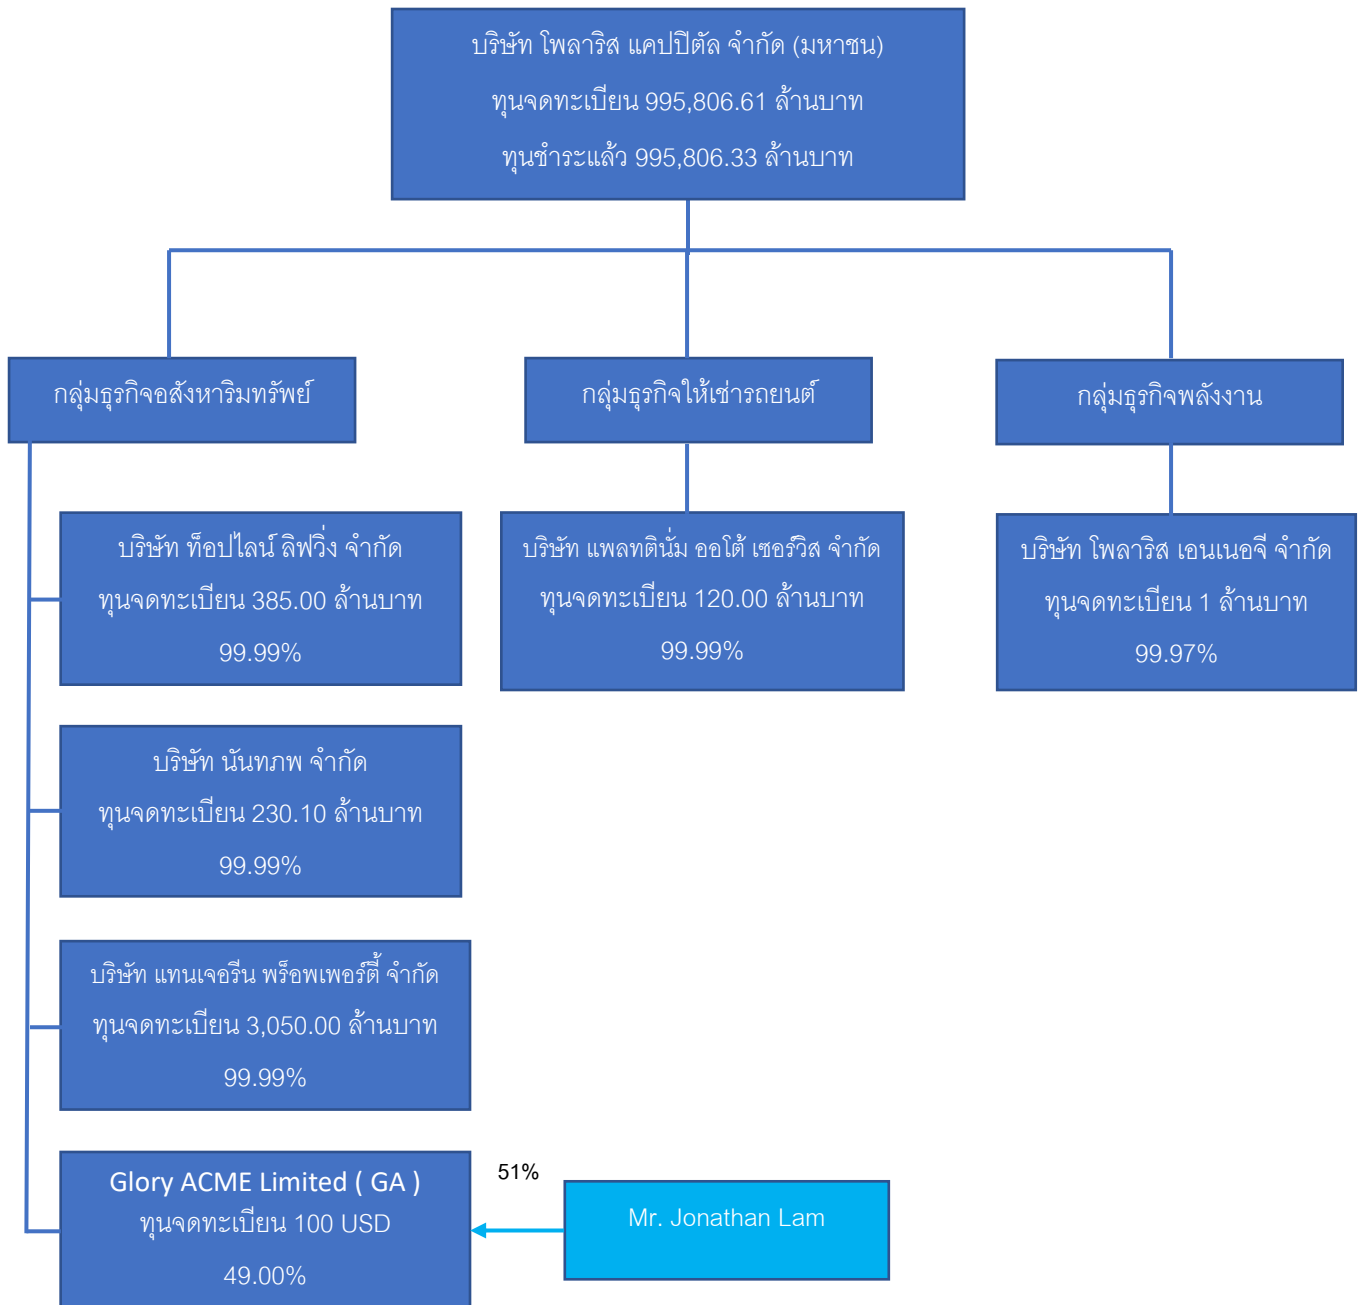 บริษัท โพลาริส แคปปิตัล จำกัด (มหาชน)
ทุนจดทะเบียน 995,806.61 ล้านบาท
ทุนชำระแล้ว 995,806.33 ล้านบาท
กลุ่มธุรกิจอสังหาริมทรัพย์
กลุ่มธุรกิจให้เช่ารถยนต์
กลุ่มธุรกิจพลังงาน
บริษัท ท็อปไลน์ ลิฟวิ่ง จำกัด
ทุนจดทะเบียน 385.00 ล้านบาท
99.99%
บริษัท แพลทตินั่ม ออโต้ เซอร์วิส จำกัด
ทุนจดทะเบียน 120.00 ล้านบาท
99.99%
บริษัท โพลาริส เอนเนอจี จำกัด
ทุนจดทะเบียน 1 ล้านบาท
99.97%
บริษัท นันทภพ จำกัด
ทุนจดทะเบียน 230.10 ล้านบาท
99.99%
บริษัท แทนเจอรีน พร็อพเพอร์ตี้ จำกัด
ทุนจดทะเบียน 3,050.00 ล้านบาท
99.99%
Glory ACME Limited ( GA )
ทุนจดทะเบียน 100 USD
49.00%
51%
Mr. Jonathan Lam